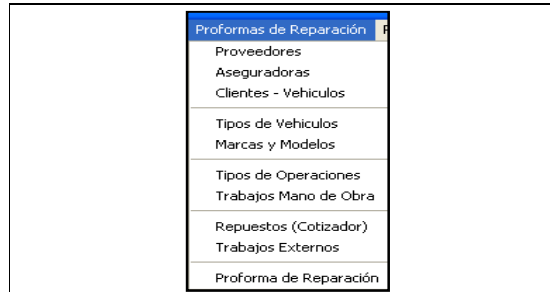 Proformas de Reparación
Proveedores
Aseguradoras
Clientes - Vehiculos
Tipos de Vehiculos
Marcas y Modelos
Tipos de Operaciones
Trabajos Mano de Obra
Repuestos (Cotizador)
Trabajos Externos
Proforma de Reparación